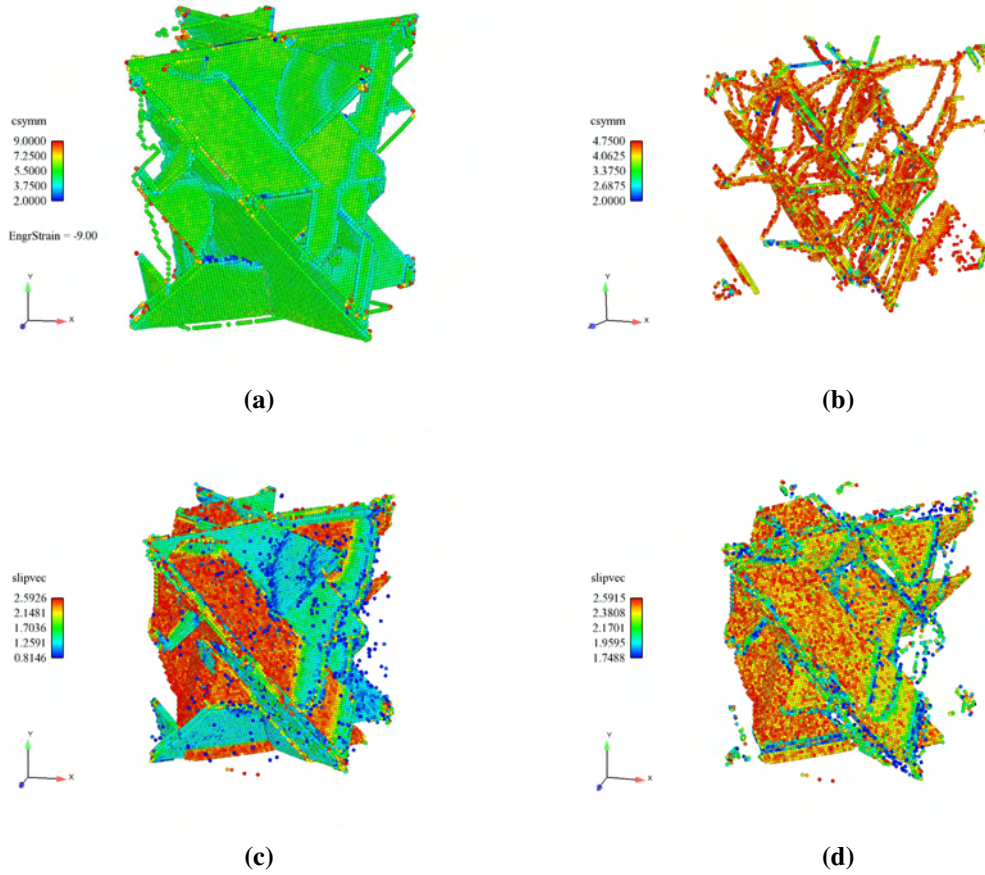 csymm
9.0000
7.2500
5.5000
3.7500
2.0000
EngrStrain = -9.00
Y
X
Z
(a)
csymm
4.7500
4.0625
3.3750
2.6875
2.0000
Y
X
Z
(b)
slipvec
2.5926
2.1481
1.7036
1.2591
0.8146
Y
X
Z
(c)
slipvec
2.5915
2.3808
2.1701
1.9595
1.7488
Y
X
Z
(d)